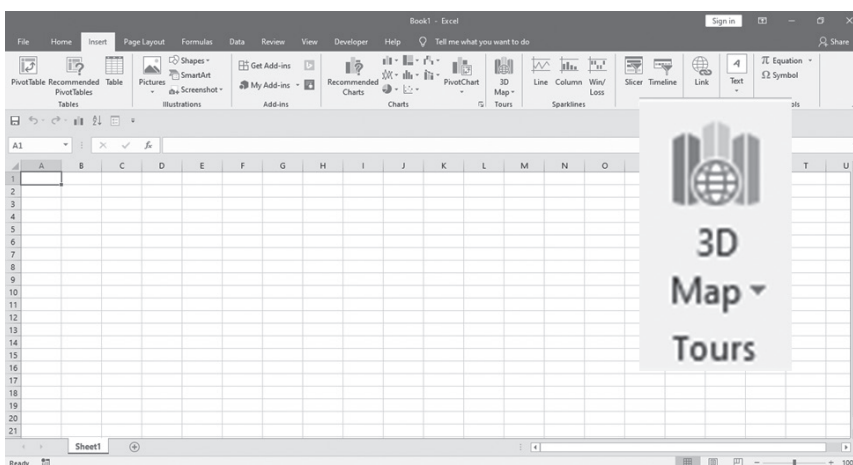 Book1 - Excel
Sign in
File Home Insert Page Layout Formulas Data Review View Developer Help Tell me what you want to do Share
PivotTable Recommended PivotTables Table
Tables
Pictures Shapes SmartArt Screenshot
Illustrations
Get Add-ins
My Add-ins
Add-ins
Recommended Charts PivotChart
Charts
3D Map
Tours
Line Column Win/Loss
Sparklines
Slicer Timeline Link Text
π Equation
Ω Symbol
ols
A1 fx
A B C D E F G H I J K L M N O T U
1
2
3
4
5
6
7
8
9
10
11
12
13
14
15
16
17
18
19
20
21
3D
Map
Tours
Sheet1
Ready
100